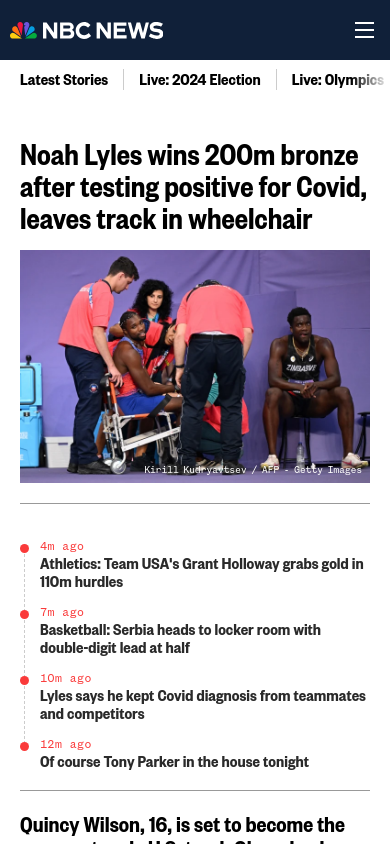 NBC NEWS
Latest Stories
Live: 2024 Election
Live: Olympics
Noah Lyles wins 200m bronze
after testing positive for Covid,
leaves track in wheelchair
Kirill Kudryavtsev / AFP - Getty Images
4m ago
Athletics: Team USA's Grant Holloway grabs gold in
110m hurdles
7m ago
Basketball: Serbia heads to locker room with
double-digit lead at half
10m ago
Lyles says he kept Covid diagnosis from teammates
and competitors
12m ago
Of course Tony Parker in the house tonight
Quincy Wilson, 16, is set to become the